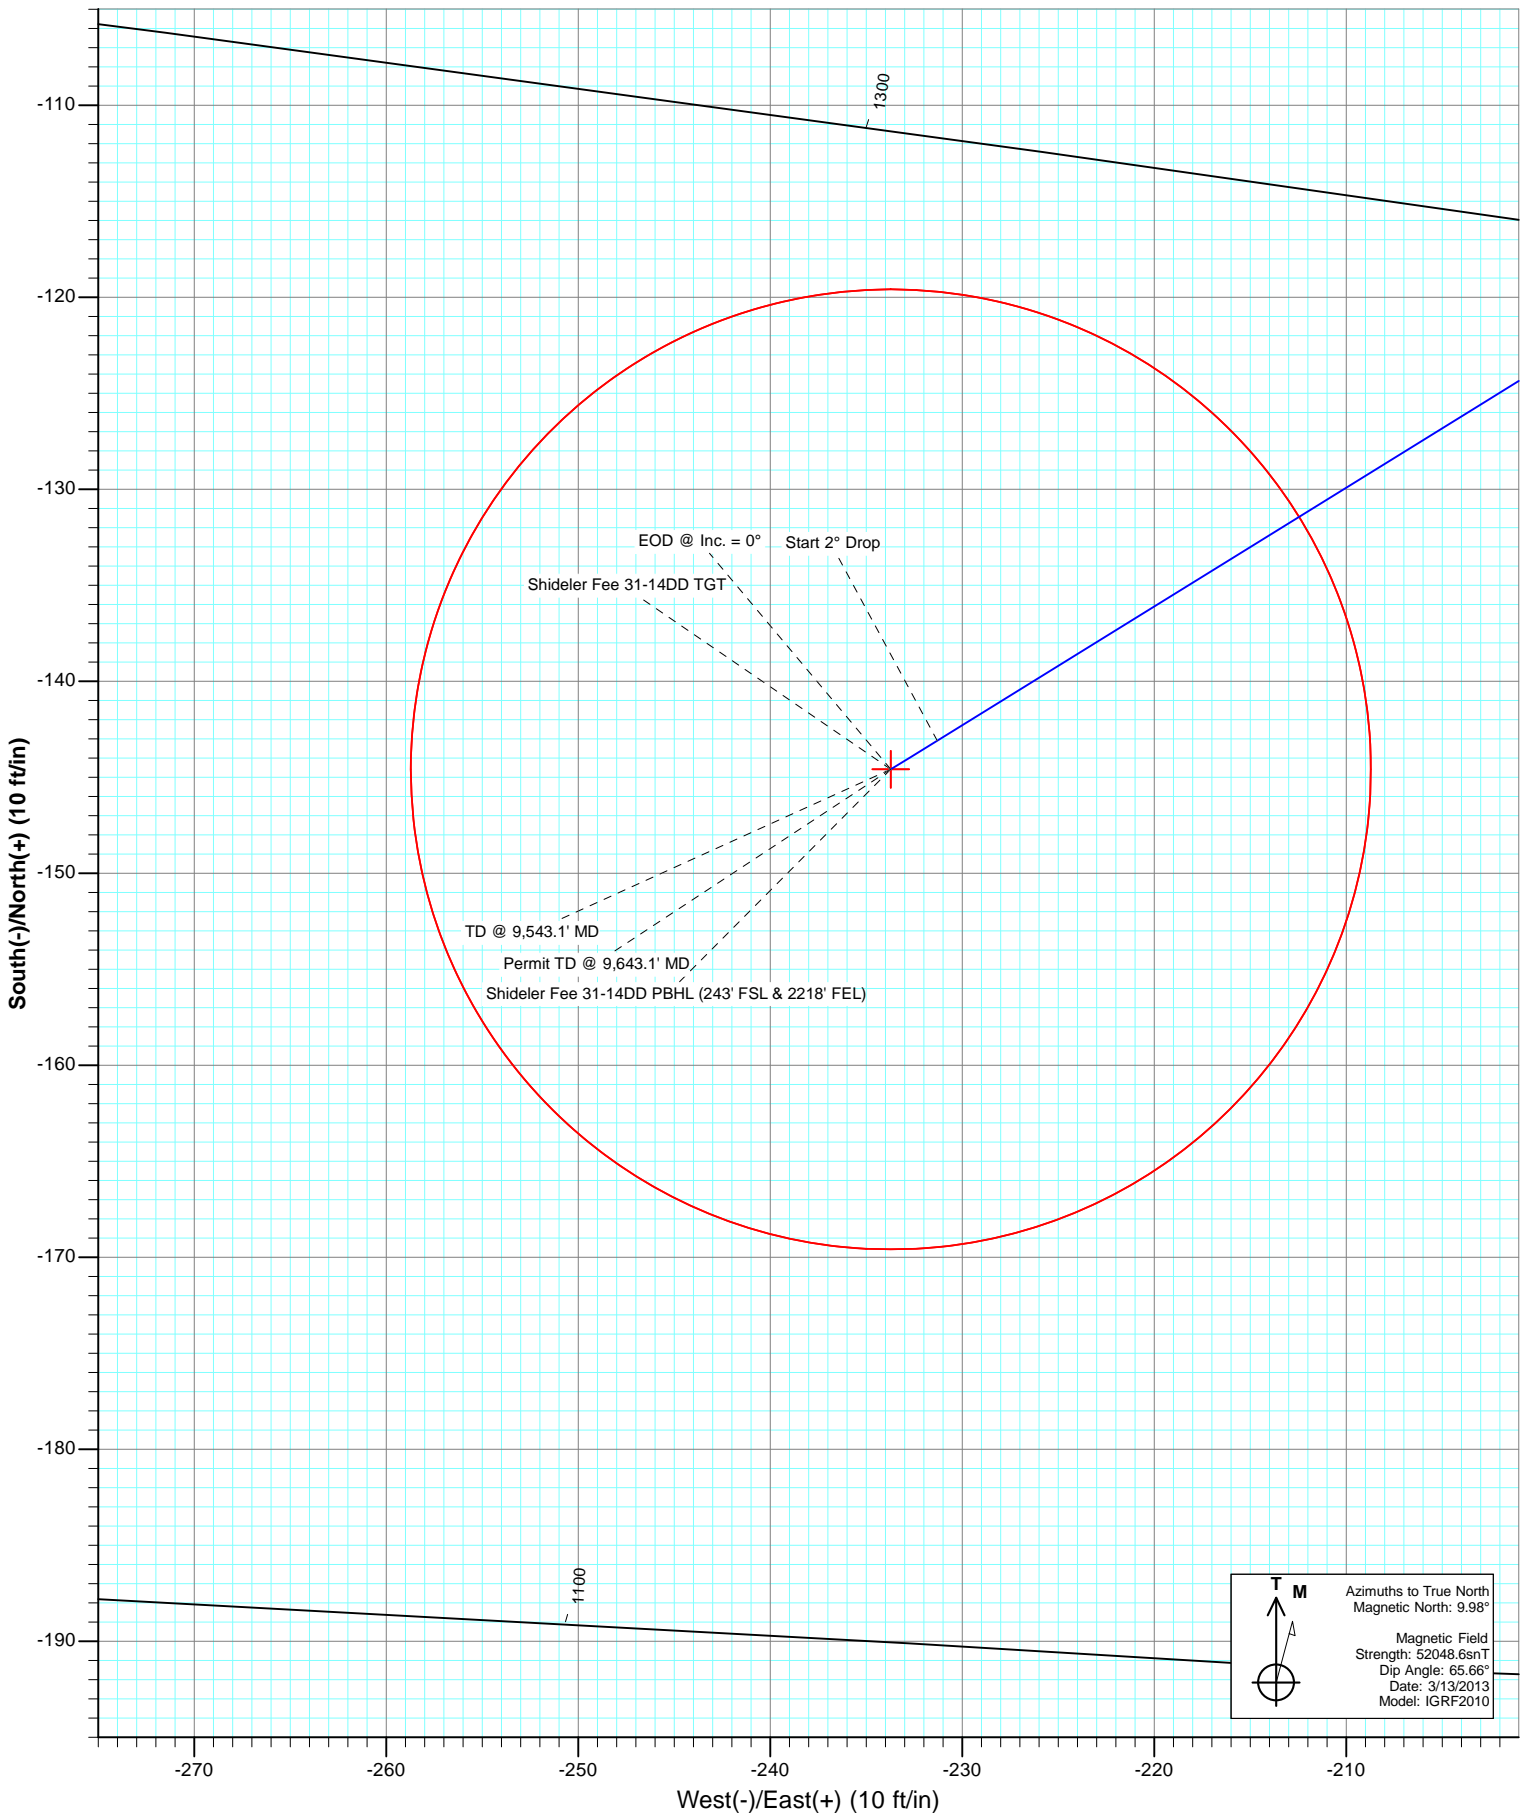 South(-)/North(+) (10 ft/in)
-110
-120
-130
-140
-150
-160
-170
-180
-190
1300
EOD @ Inc. = 0°
Start 2° Drop
Shideler Fee 31-14DD TGT
TD @ 9,543.1' MD
Permit TD @ 9,643.1' MD
Shideler Fee 31-14DD PBHL (243' FSL & 2218' FEL)
1100
T M
Azimuths to True North
Magnetic North: 9.98°
Magnetic Field
Strength: 52048.6snT
Dip Angle: 65.66°
Date: 3/13/2013
Model: IGRF2010
-270 -260 -250 -240 -230 -220 -210
West(-)/East(+) (10 ft/in)